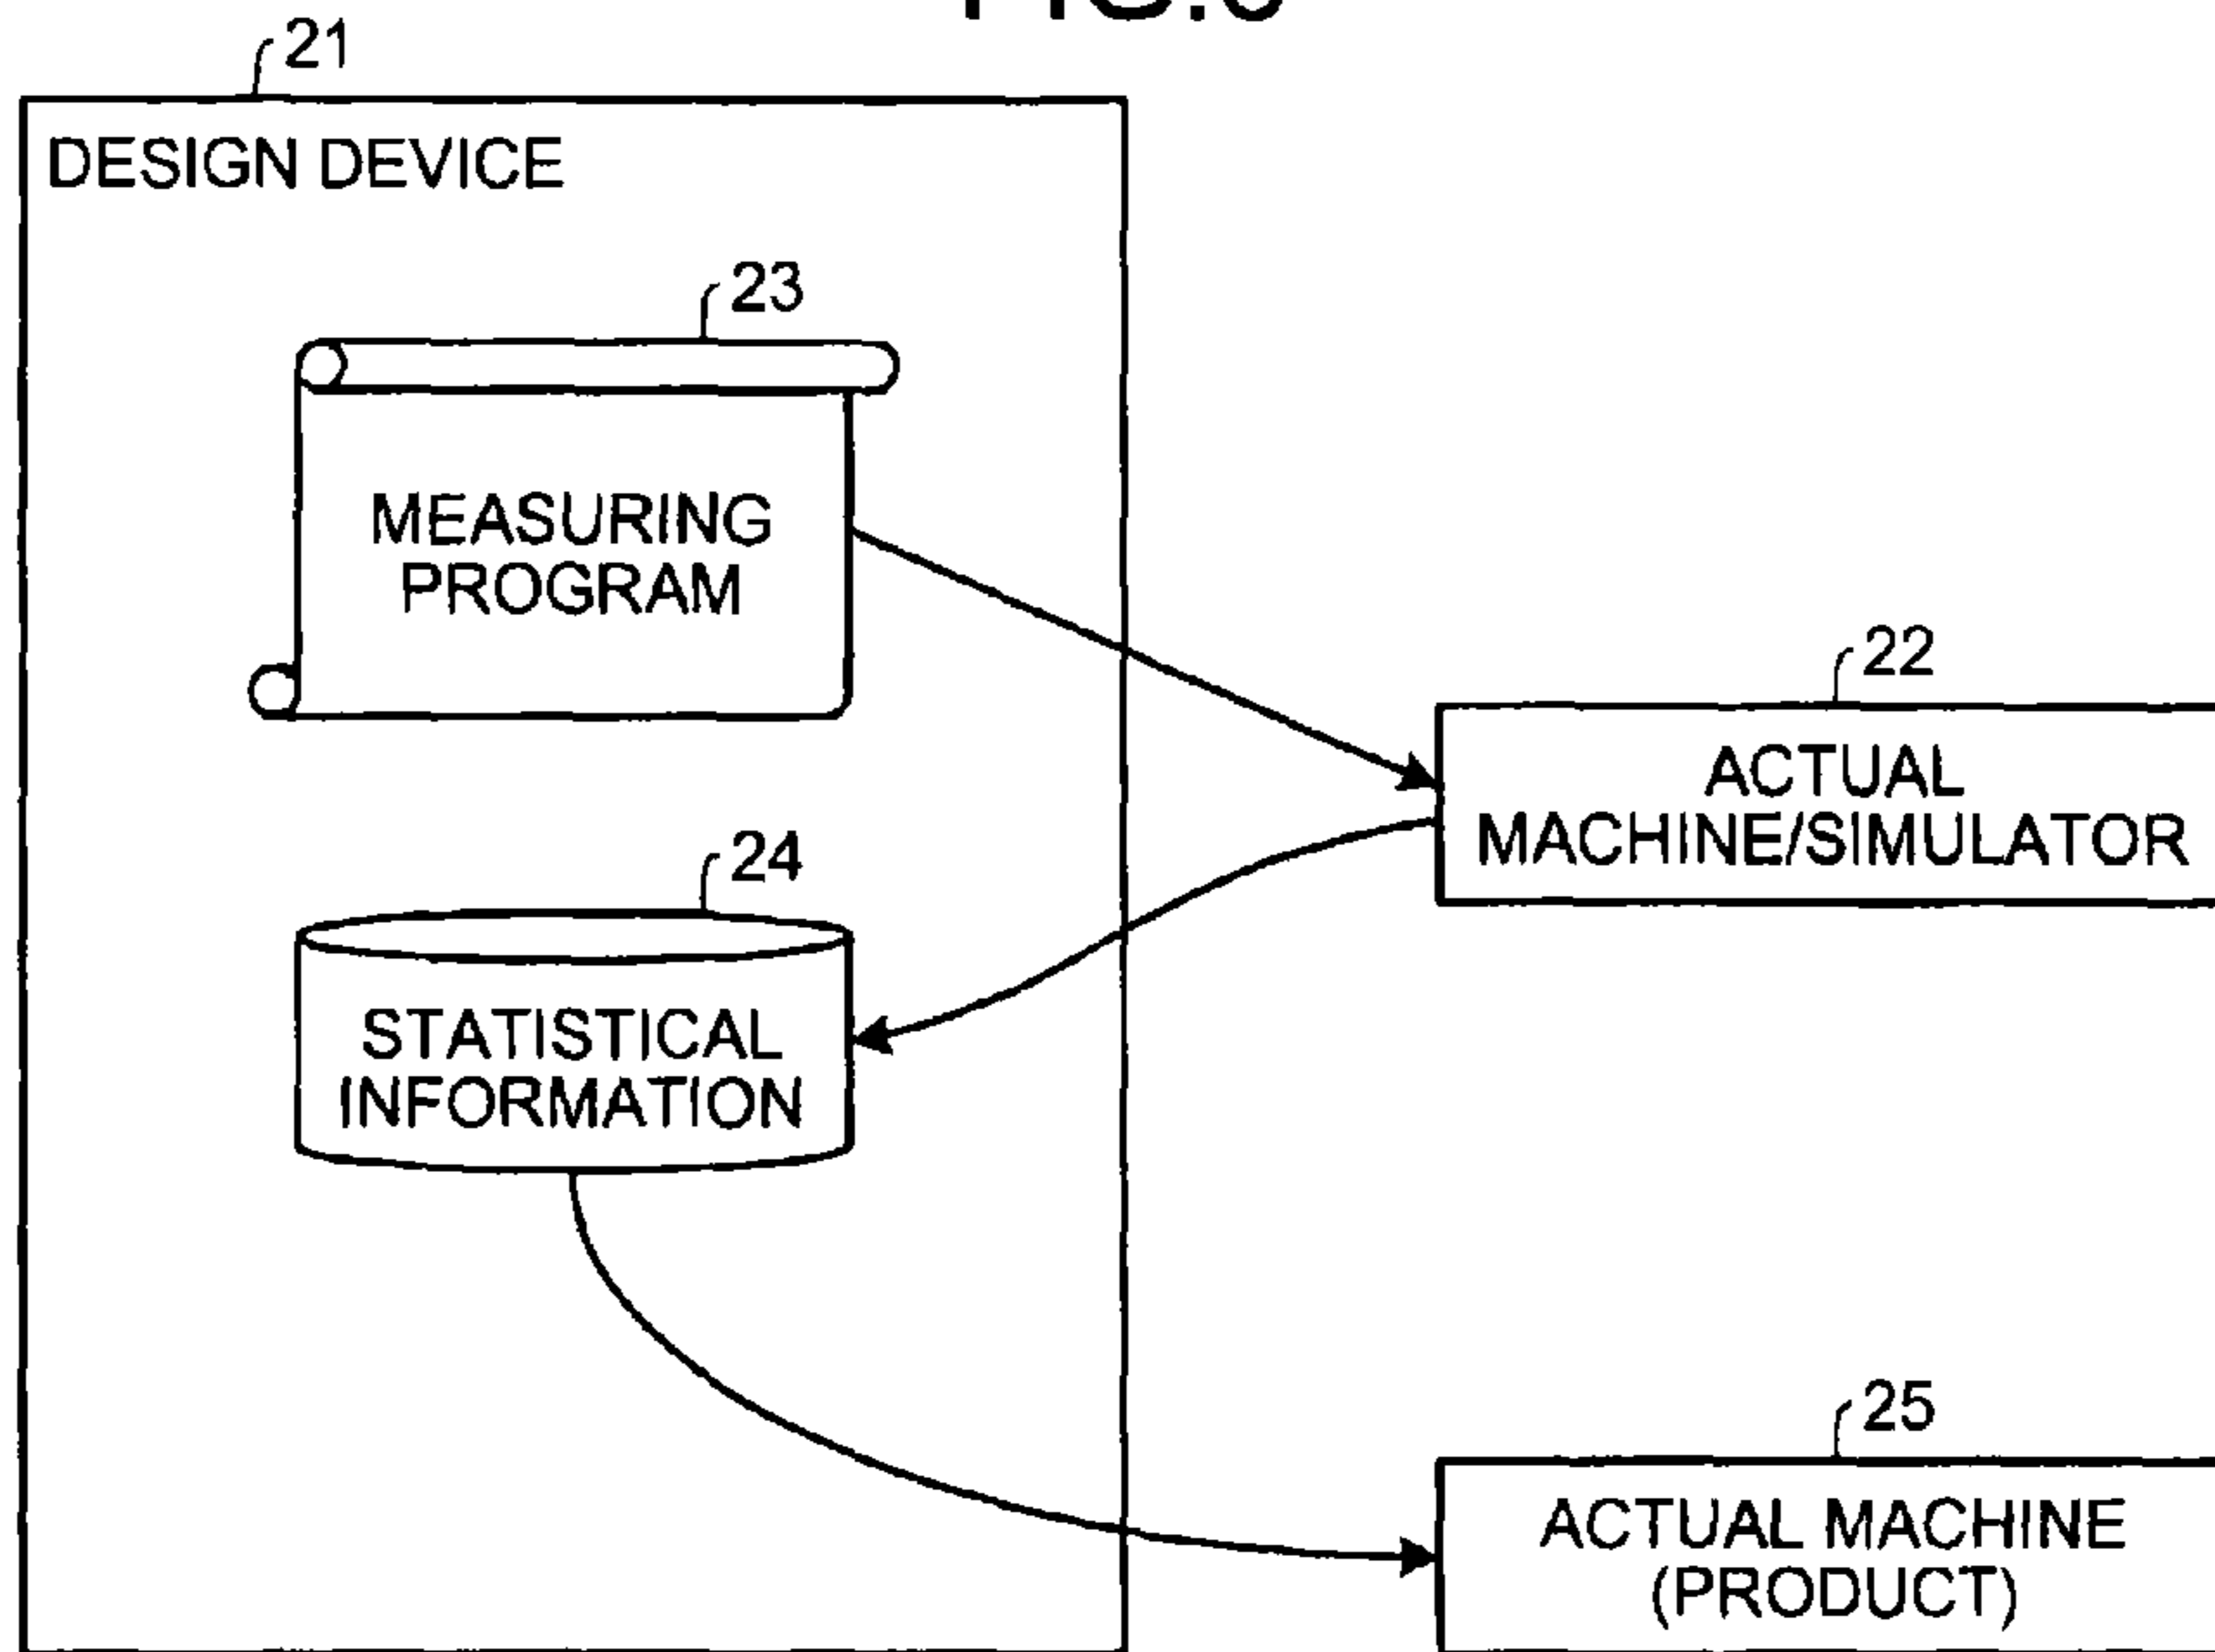 21
DESIGN DEVICE
23
MEASURING
PROGRAM
22
ACTUAL
MACHINE/SIMULATOR
24
STATISTICAL
INFORMATION
25
ACTUAL MACHINE
(PRODUCT)